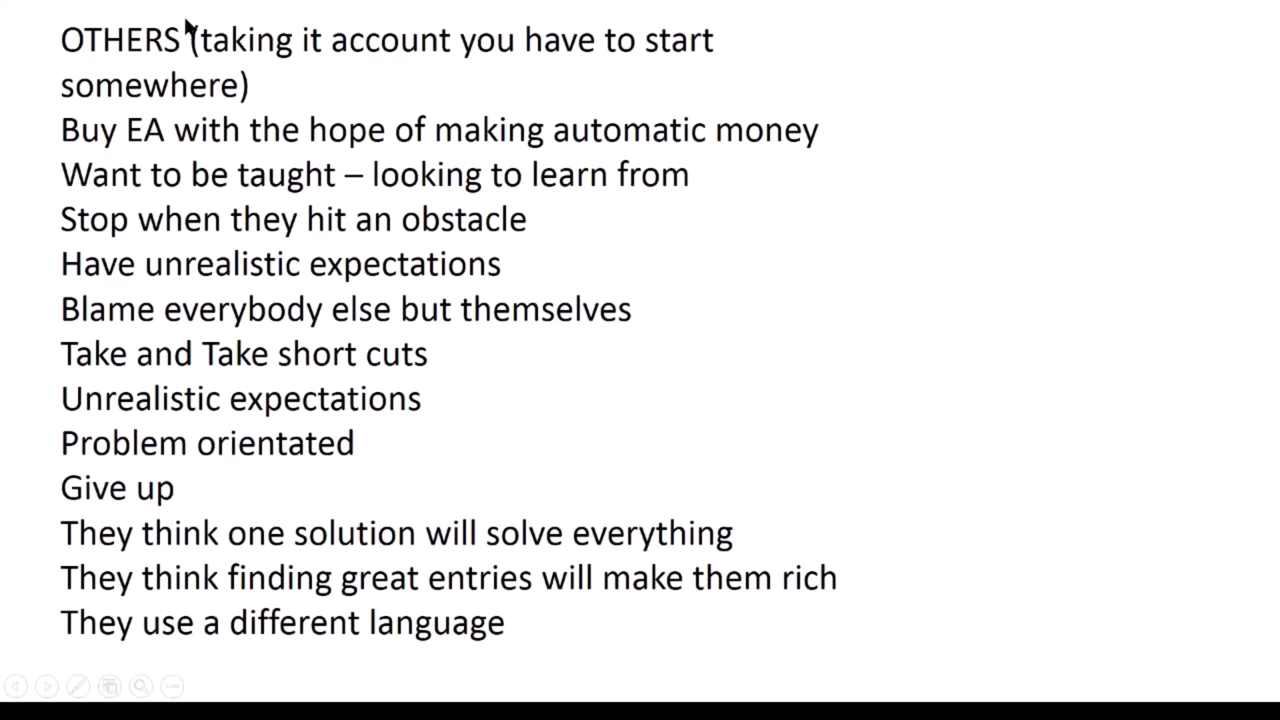 OTHERS (taking it account you have to start
somewhere)
Buy EA with the hope of making automatic money
Want to be taught – looking to learn from
Stop when they hit an obstacle
Have unrealistic expectations
Blame everybody else but themselves
Take and Take short cuts
Unrealistic expectations
Problem orientated
Give up
They think one solution will solve everything
They think finding great entries will make them rich
They use a different language